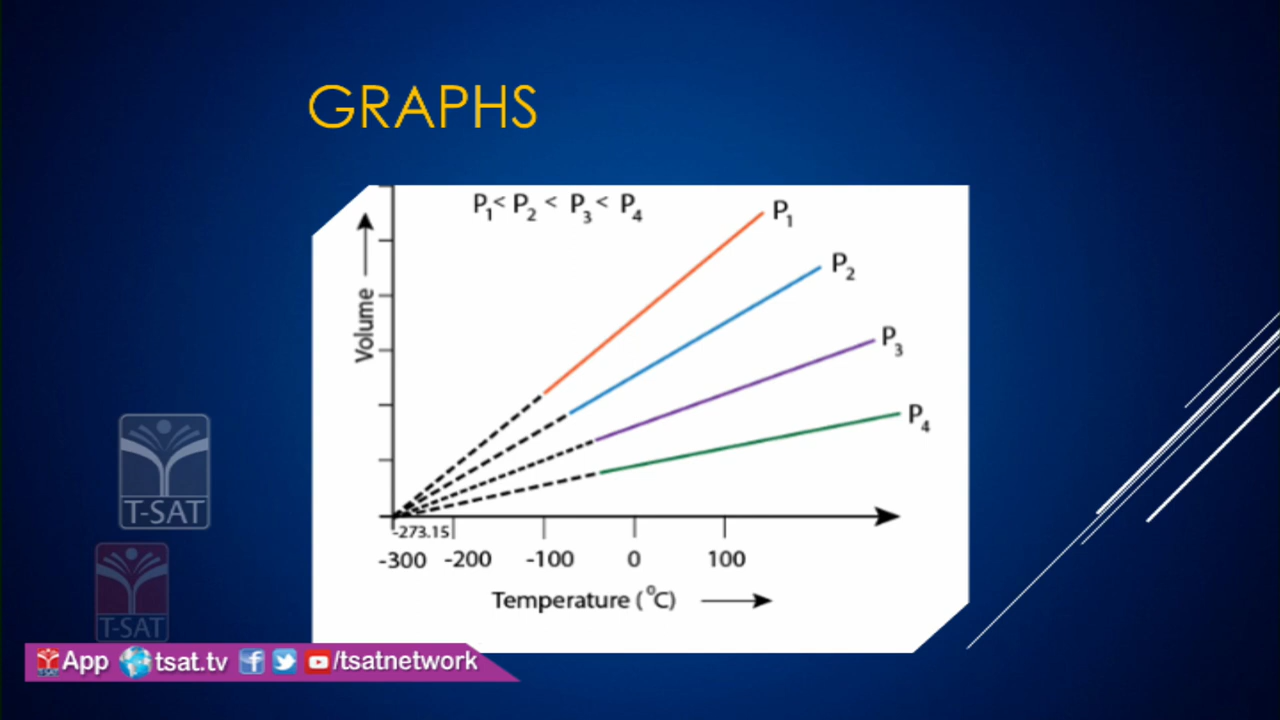 GRAPHS
P1< P2 < P3 < P4
P1
P2
P3
P4
Volume
-273.15
-300 -200 -100 0 100
Temperature (°C)
T-SAT
T-SAT
App tsat.tv /tsatnetwork